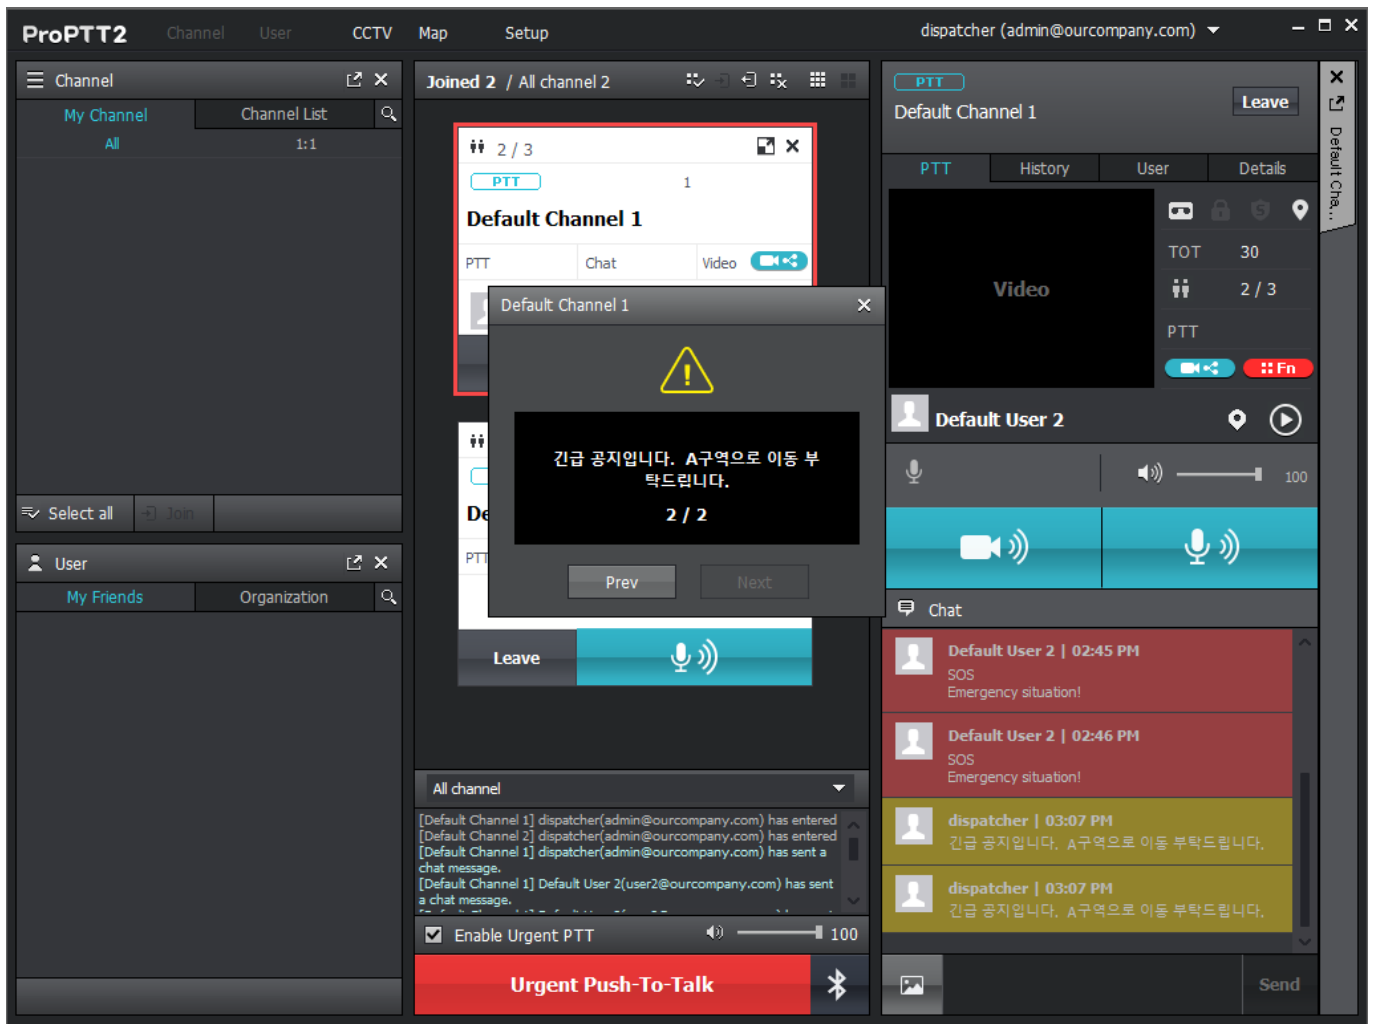 ProPTT2
Channel
User
CCTV
Map
Setup
dispatcher (admin@ourcompany.com)
Channel
My Channel
Channel List
All
1:1
Select all
Join
User
My Friends
Organization
Joined 2 / All channel 2
2 / 3
PTT
1
Default Channel 1
PTT
Chat
Video
Default Channel 1
긴급 공지입니다. A구역으로 이동 부
탁드립니다.
2 / 2
Prev
Next
De
PTT
Leave
All channel
[Default Channel 1] dispatcher(admin@ourcompany.com) has entered
[Default Channel 2] dispatcher(admin@ourcompany.com) has entered
[Default Channel 1] dispatcher(admin@ourcompany.com) has sent a
chat message.
[Default Channel 1] Default User 2(user2@ourcompany.com) has sent
a chat message.
Enable Urgent PTT
100
Urgent Push-To-Talk
PTT
Default Channel 1
Leave
PTT
History
User
Details
Video
TOT 30
2 / 3
PTT
Fn
Default User 2
100
Chat
Default User 2 | 02:45 PM
SOS
Emergency situation!
Default User 2 | 02:46 PM
SOS
Emergency situation!
dispatcher | 03:07 PM
긴급 공지입니다. A구역으로 이동 부탁드립니다.
dispatcher | 03:07 PM
긴급 공지입니다. A구역으로 이동 부탁드립니다.
Send
Default Cha...